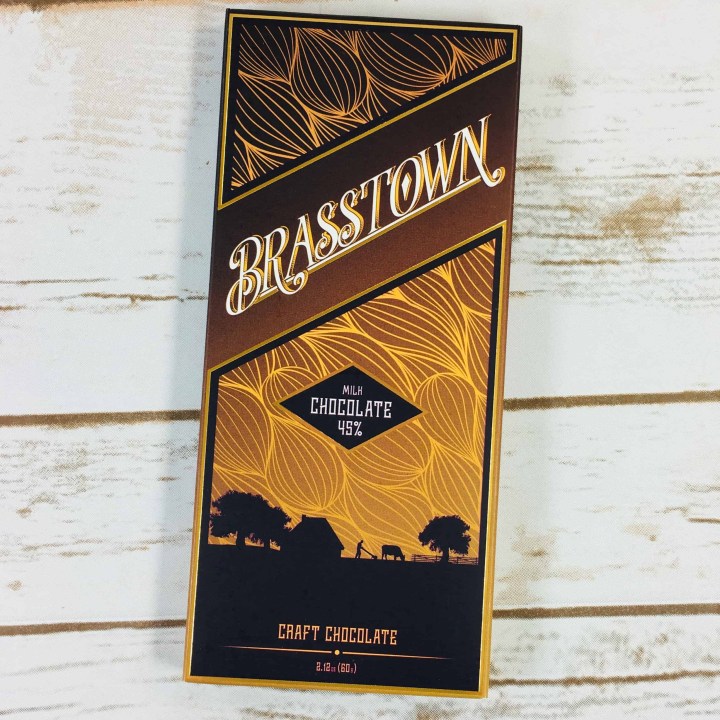 BRASSTOWN
MILK
CHOCOLATE
45%
CRAFT CHOCOLATE
2.12oz (60g)